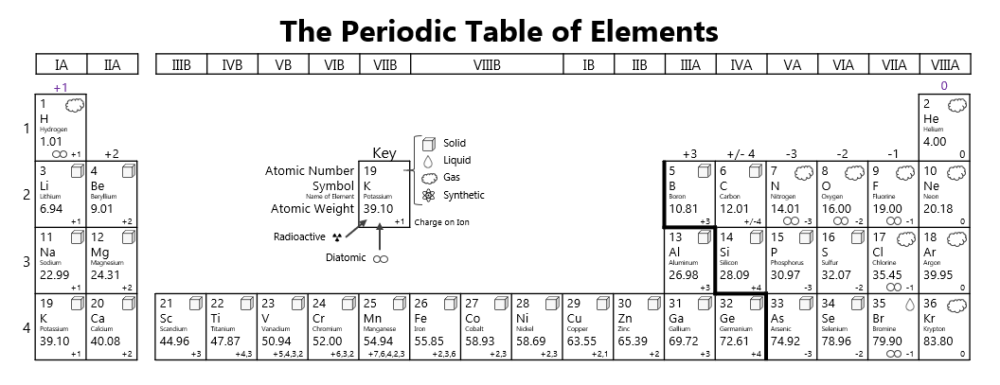 The Periodic Table of Elements
IA IIA IIIB IVB VB VIB VIIB VIIIB IB IIB IIIA IVA VA VIA VIIA VIIIA
+1 0
1 2
H He
Hydrogen Helium
1 1.01 4.00
+1 0
+2 +3 +/- 4 -3 -2 -1
Key
Atomic Number 19
Symbol K
Name of Element Potassium
Atomic Weight 39.10
+1 Charge on Ion
Radioactive
Diatomic
Solid
Liquid
Gas
Synthetic
3 4 5 6 7 8 9 10
Li Be B C N O F Ne
Lithium Beryllium Boron Carbon Nitrogen Oxygen Fluorine Neon
2 6.94 9.01 10.81 12.01 14.01 16.00 19.00 20.18
+1 +2 +3 +/-4 -3 -2 -1 0
11 12 13 14 15 16 17 18
Na Mg Al Si P S Cl Ar
Sodium Magnesium Aluminum Silicon Phosphorus Sulfur Chlorine Argon
3 22.99 24.31 26.98 28.09 30.97 32.07 35.45 39.95
+1 +2 +3 +4 -3 -2 -1 0
19 20 21 22 23 24 25 26 27 28 29 30 31 32 33 34 35 36
K Ca Sc Ti V Cr Mn Fe Co Ni Cu Zn Ga Ge As Se Br Kr
Potassium Calcium Scandium Titanium Vanadium Chromium Manganese Iron Cobalt Nickel Copper Zinc Gallium Germanium Arsenic Selenium Bromine Krypton
4 39.10 40.08 44.96 47.87 50.94 52.00 54.94 55.85 58.93 58.69 63.55 65.39 69.72 72.61 74.92 78.96 79.90 83.80
+1 +2 +3 +4,3 +5,4,3,2 +6,3,2 +7,6,4,2,3 +2,3,6 +2,3 +2,3 +2,1 +2 +3 +4 -3 -2 -1 0